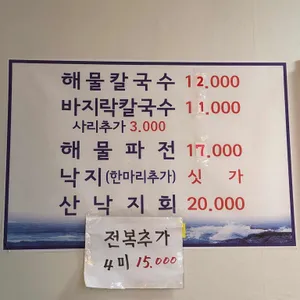 해물칼국수 12.000
바지락칼국수 11.000
사리추가 3.000
해물파전 17.000
낙지(한마리추가) 싯가
산낙지회 20.000
전복추가
4미 15.000